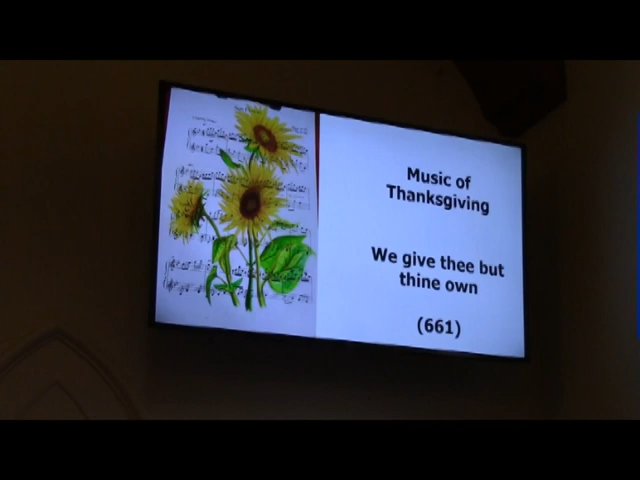 Music of
Thanksgiving
We give thee but
thine own
(661)